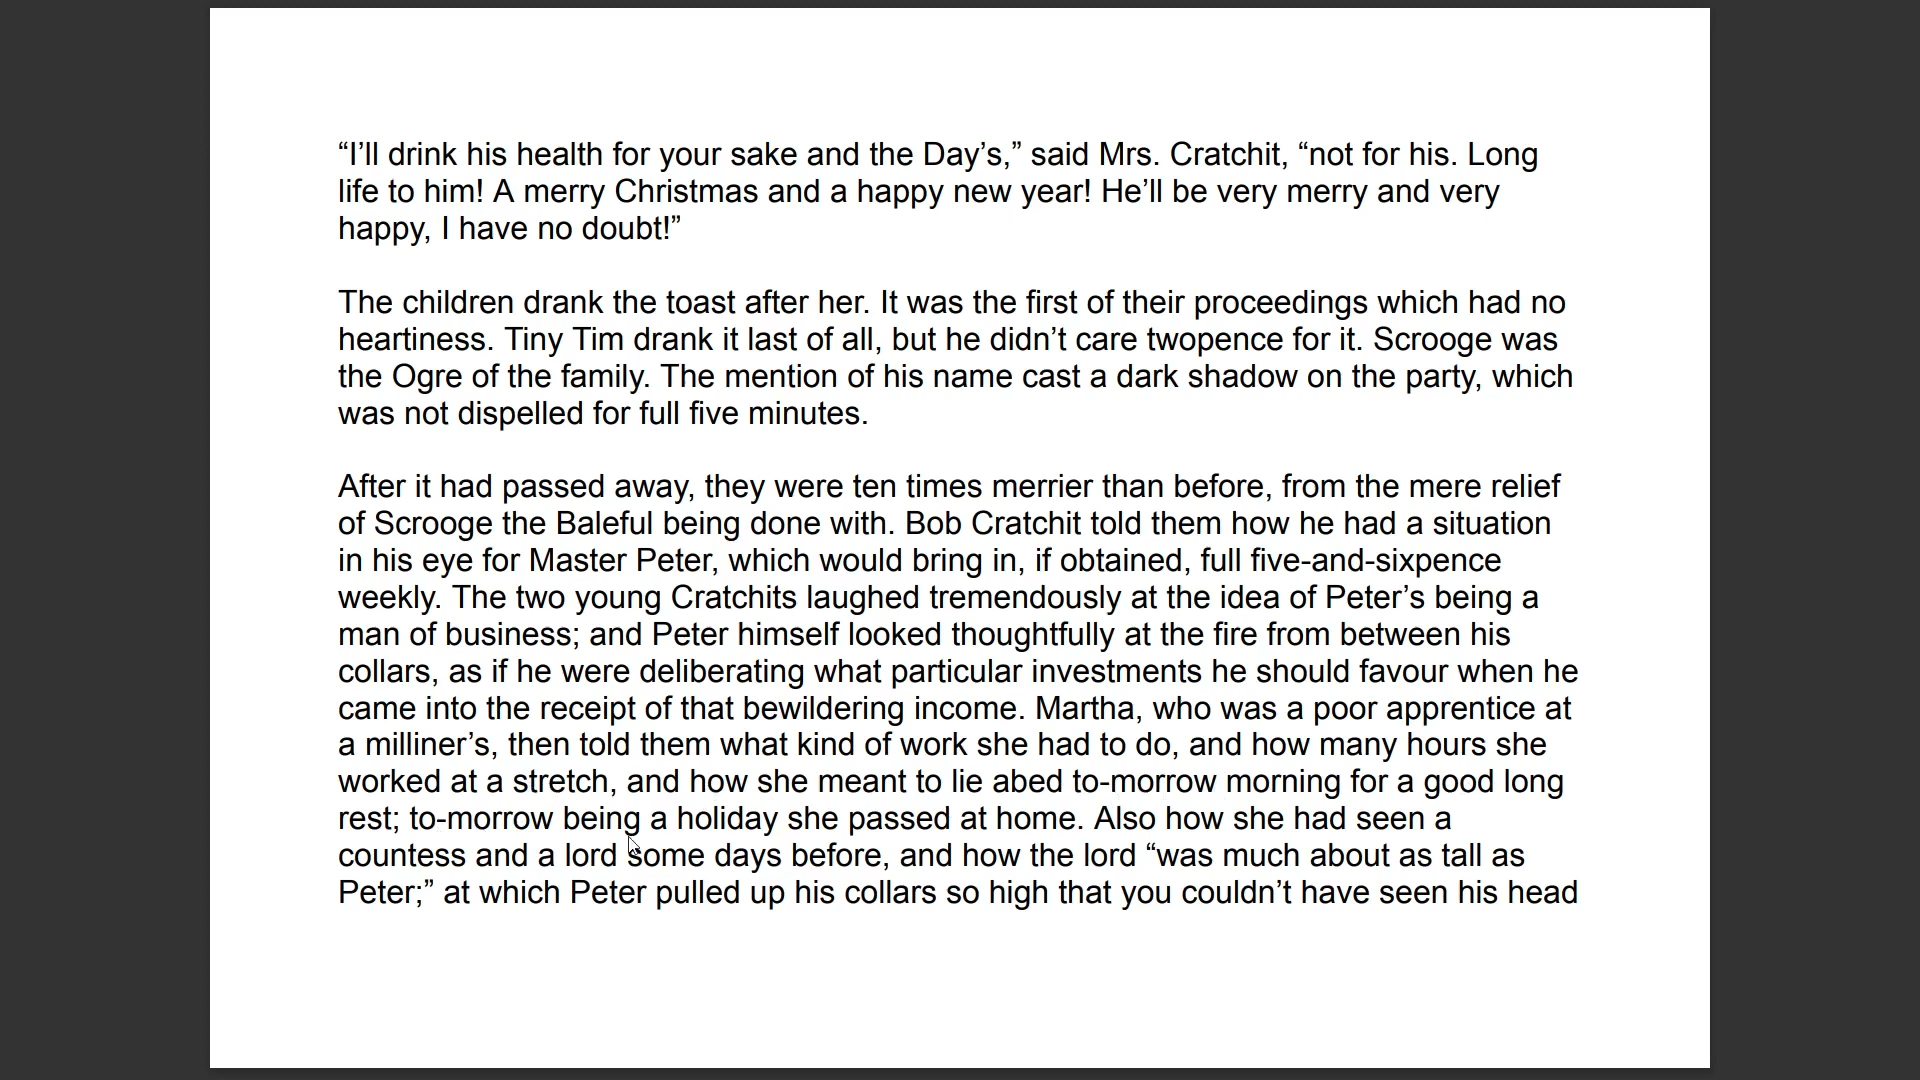 “I’ll drink his health for your sake and the Day’s,” said Mrs. Cratchit, “not for his. Long
life to him! A merry Christmas and a happy new year! He’ll be very merry and very
happy, I have no doubt!”
The children drank the toast after her. It was the first of their proceedings which had no
heartiness. Tiny Tim drank it last of all, but he didn’t care twopence for it. Scrooge was
the Ogre of the family. The mention of his name cast a dark shadow on the party, which
was not dispelled for full five minutes.
After it had passed away, they were ten times merrier than before, from the mere relief
of Scrooge the Baleful being done with. Bob Cratchit told them how he had a situation
in his eye for Master Peter, which would bring in, if obtained, full five-and-sixpence
weekly. The two young Cratchits laughed tremendously at the idea of Peter’s being a
man of business; and Peter himself looked thoughtfully at the fire from between his
collars, as if he were deliberating what particular investments he should favour when he
came into the receipt of that bewildering income. Martha, who was a poor apprentice at
a milliner’s, then told them what kind of work she had to do, and how many hours she
worked at a stretch, and how she meant to lie abed to-morrow morning for a good long
rest; to-morrow being a holiday she passed at home. Also how she had seen a
countess and a lord some days before, and how the lord “was much about as tall as
Peter;” at which Peter pulled up his collars so high that you couldn’t have seen his head